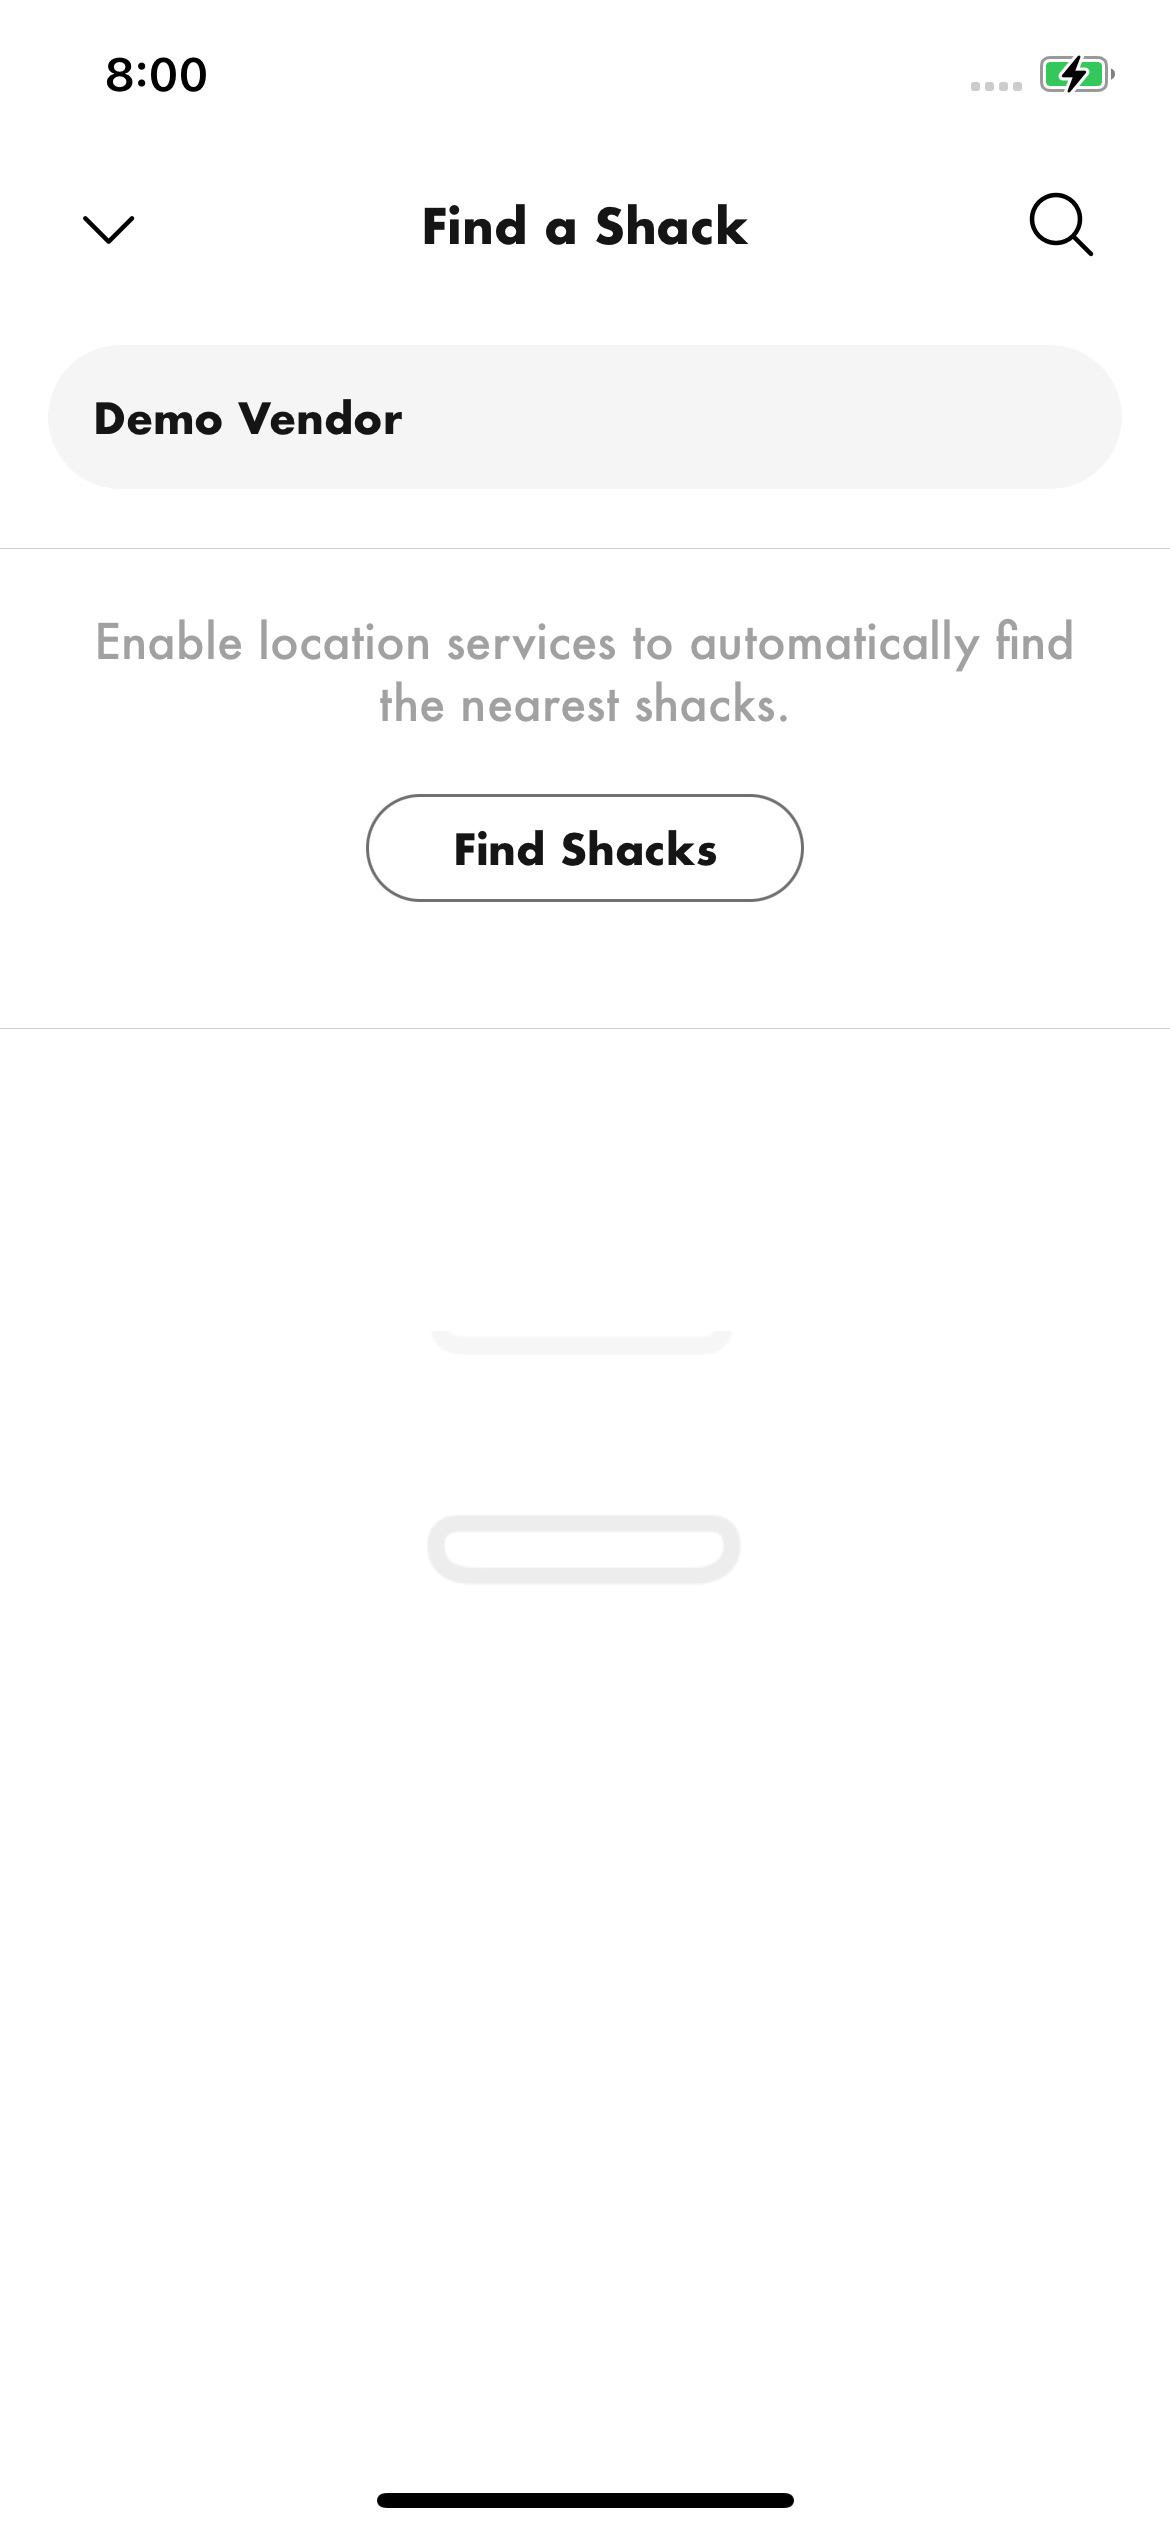 8:00
Find a Shack
Demo Vendor
Enable location services to automatically find
the nearest shacks.
Find Shacks